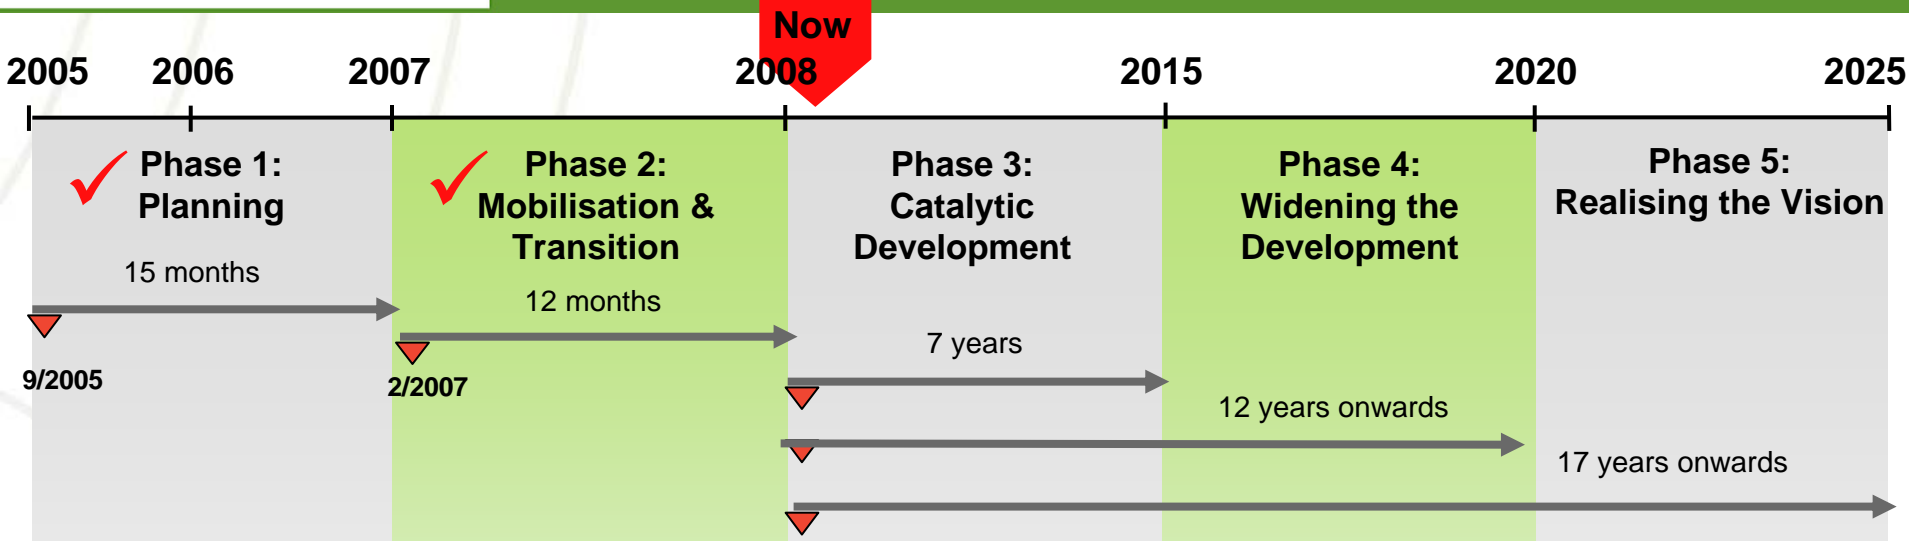 Now
2005 2006 2007 2008 2015 2020 2025
Phase 1:
Planning
15 months
9/2005
Phase 2:
Mobilisation &
Transition
12 months
2/2007
Phase 3:
Catalytic
Development
7 years
Phase 4:
Widening the
Development
12 years onwards
Phase 5:
Realising the Vision
17 years onwards